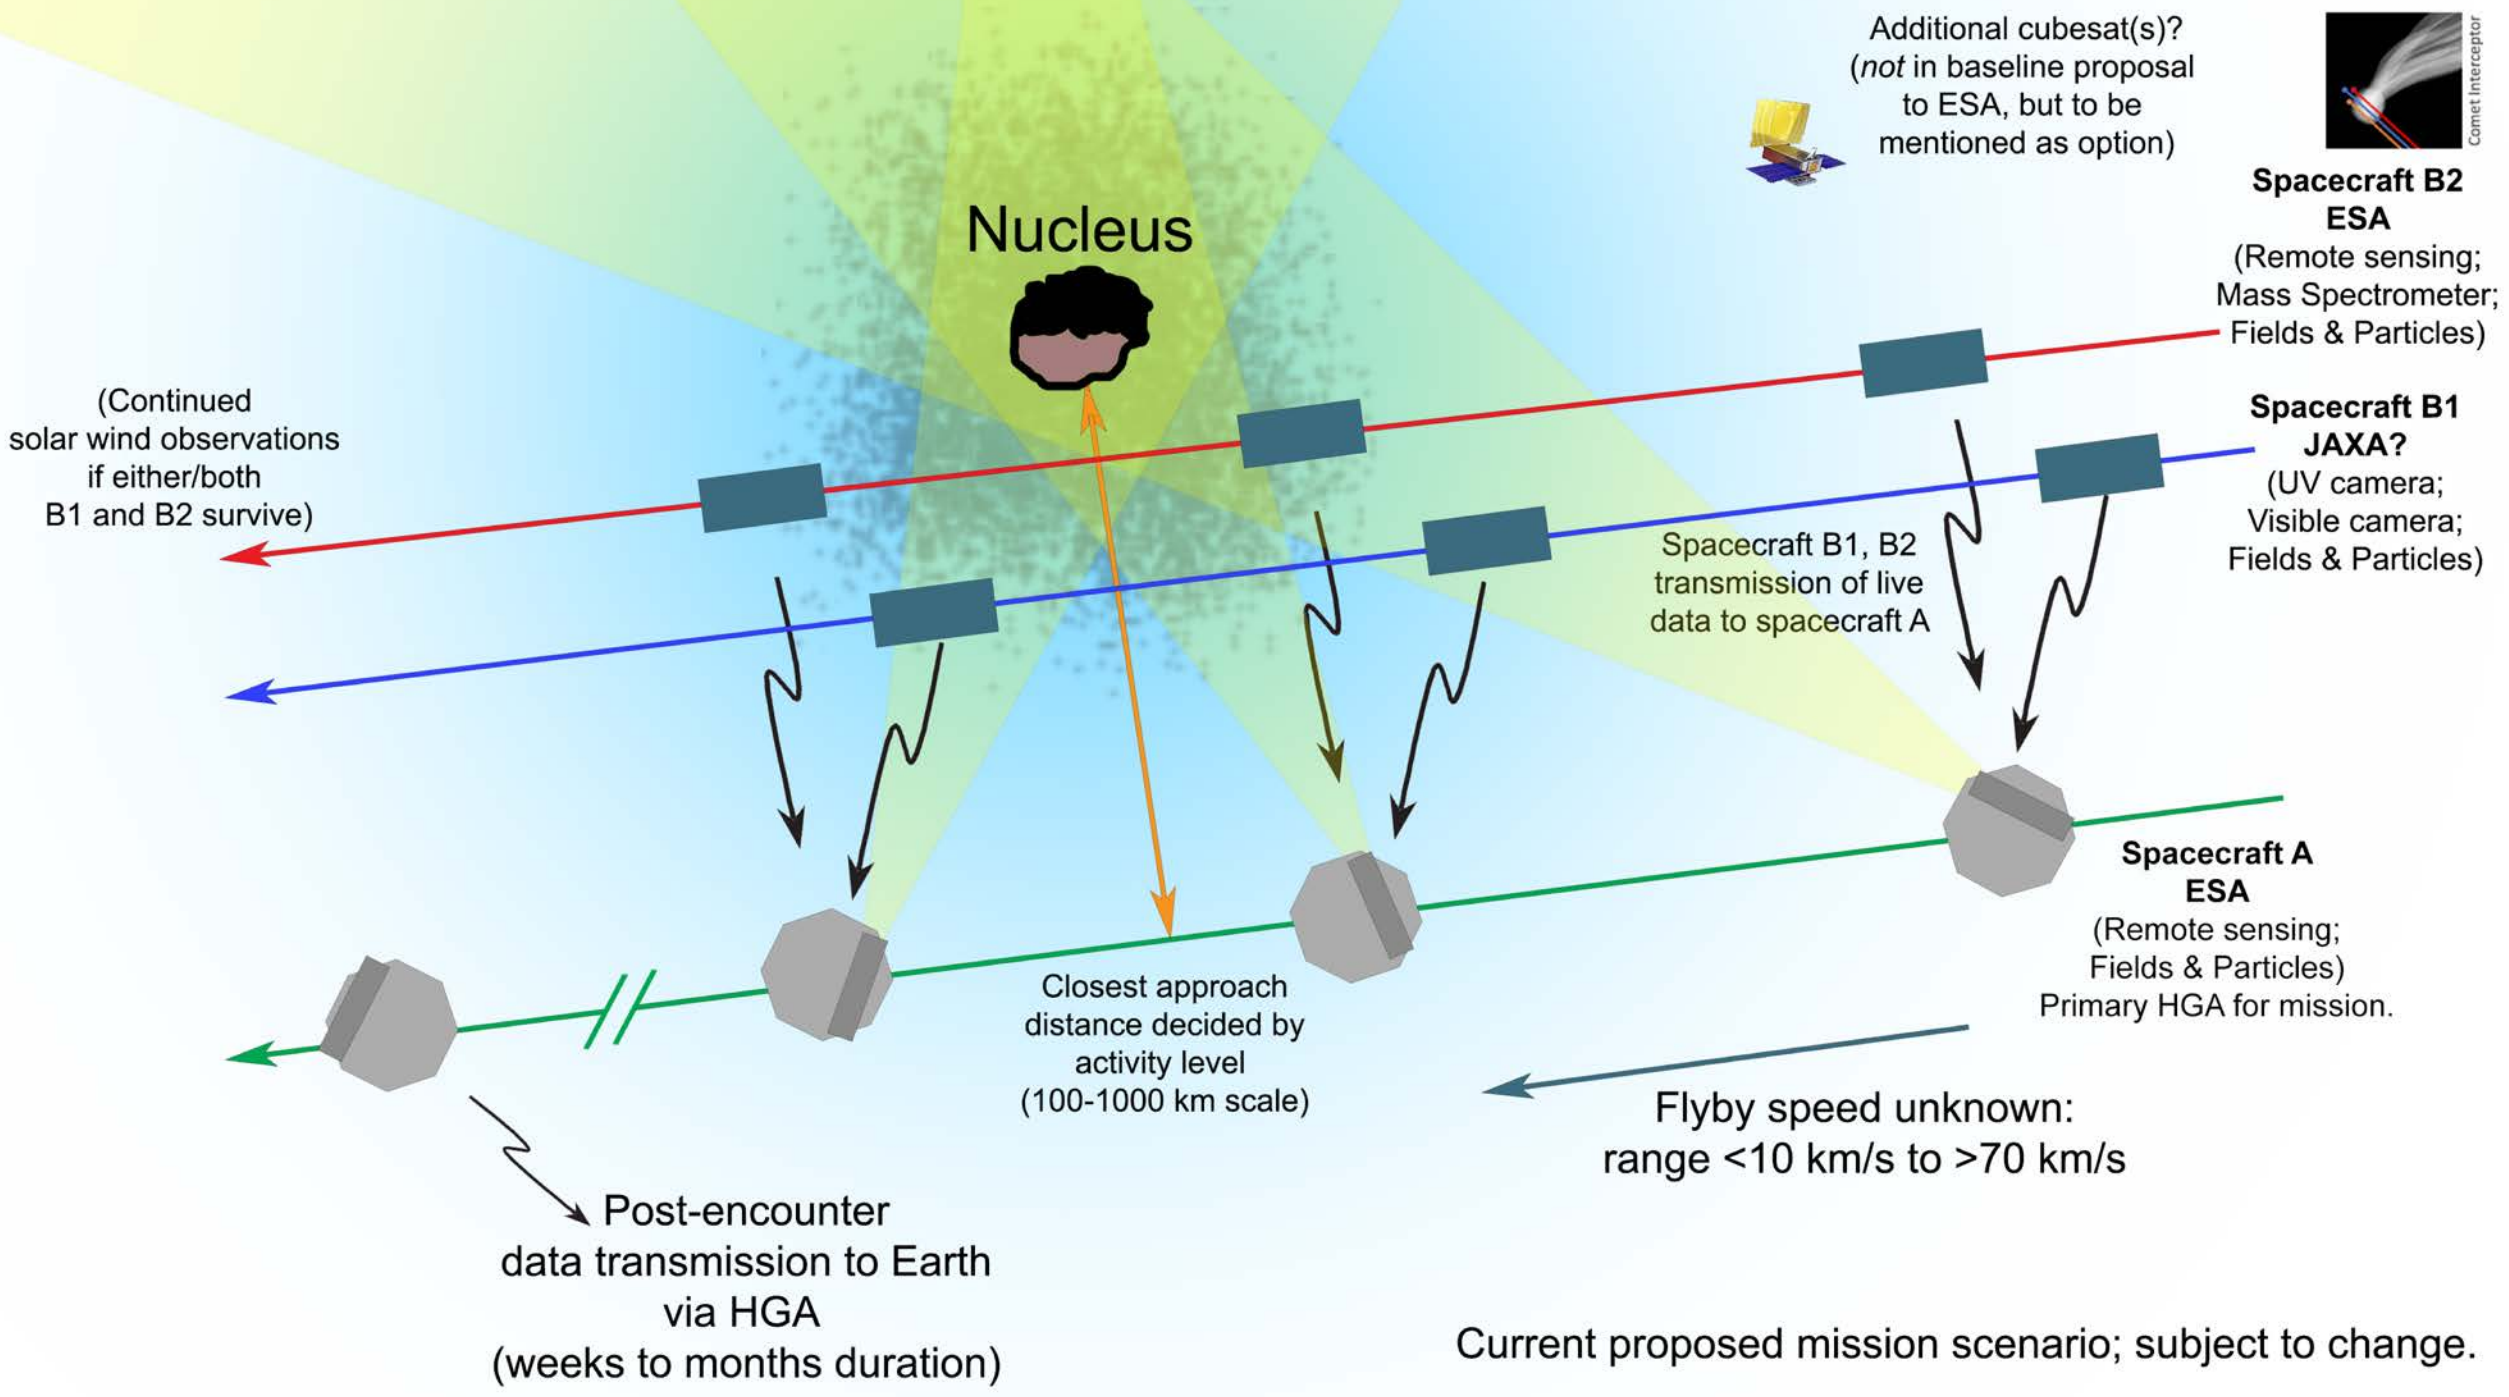 Additional cubesat(s)?
(not in baseline proposal
to ESA, but to be
mentioned as option)
Comet Interceptor
Spacecraft B2
ESA
(Remote sensing;
Mass Spectrometer;
Fields & Particles)
Nucleus
(Continued
solar wind observations
if either/both
B1 and B2 survive)
Spacecraft B1
JAXA?
(UV camera;
Visible camera;
Fields & Particles)
Spacecraft B1, B2
transmission of live
data to spacecraft A
Spacecraft A
ESA
(Remote sensing;
Fields & Particles)
Primary HGA for mission.
Closest approach
distance decided by
activity level
(100-1000 km scale)
Flyby speed unknown:
range <10 km/s to >70 km/s
Post-encounter
data transmission to Earth
via HGA
(weeks to months duration)
Current proposed mission scenario; subject to change.